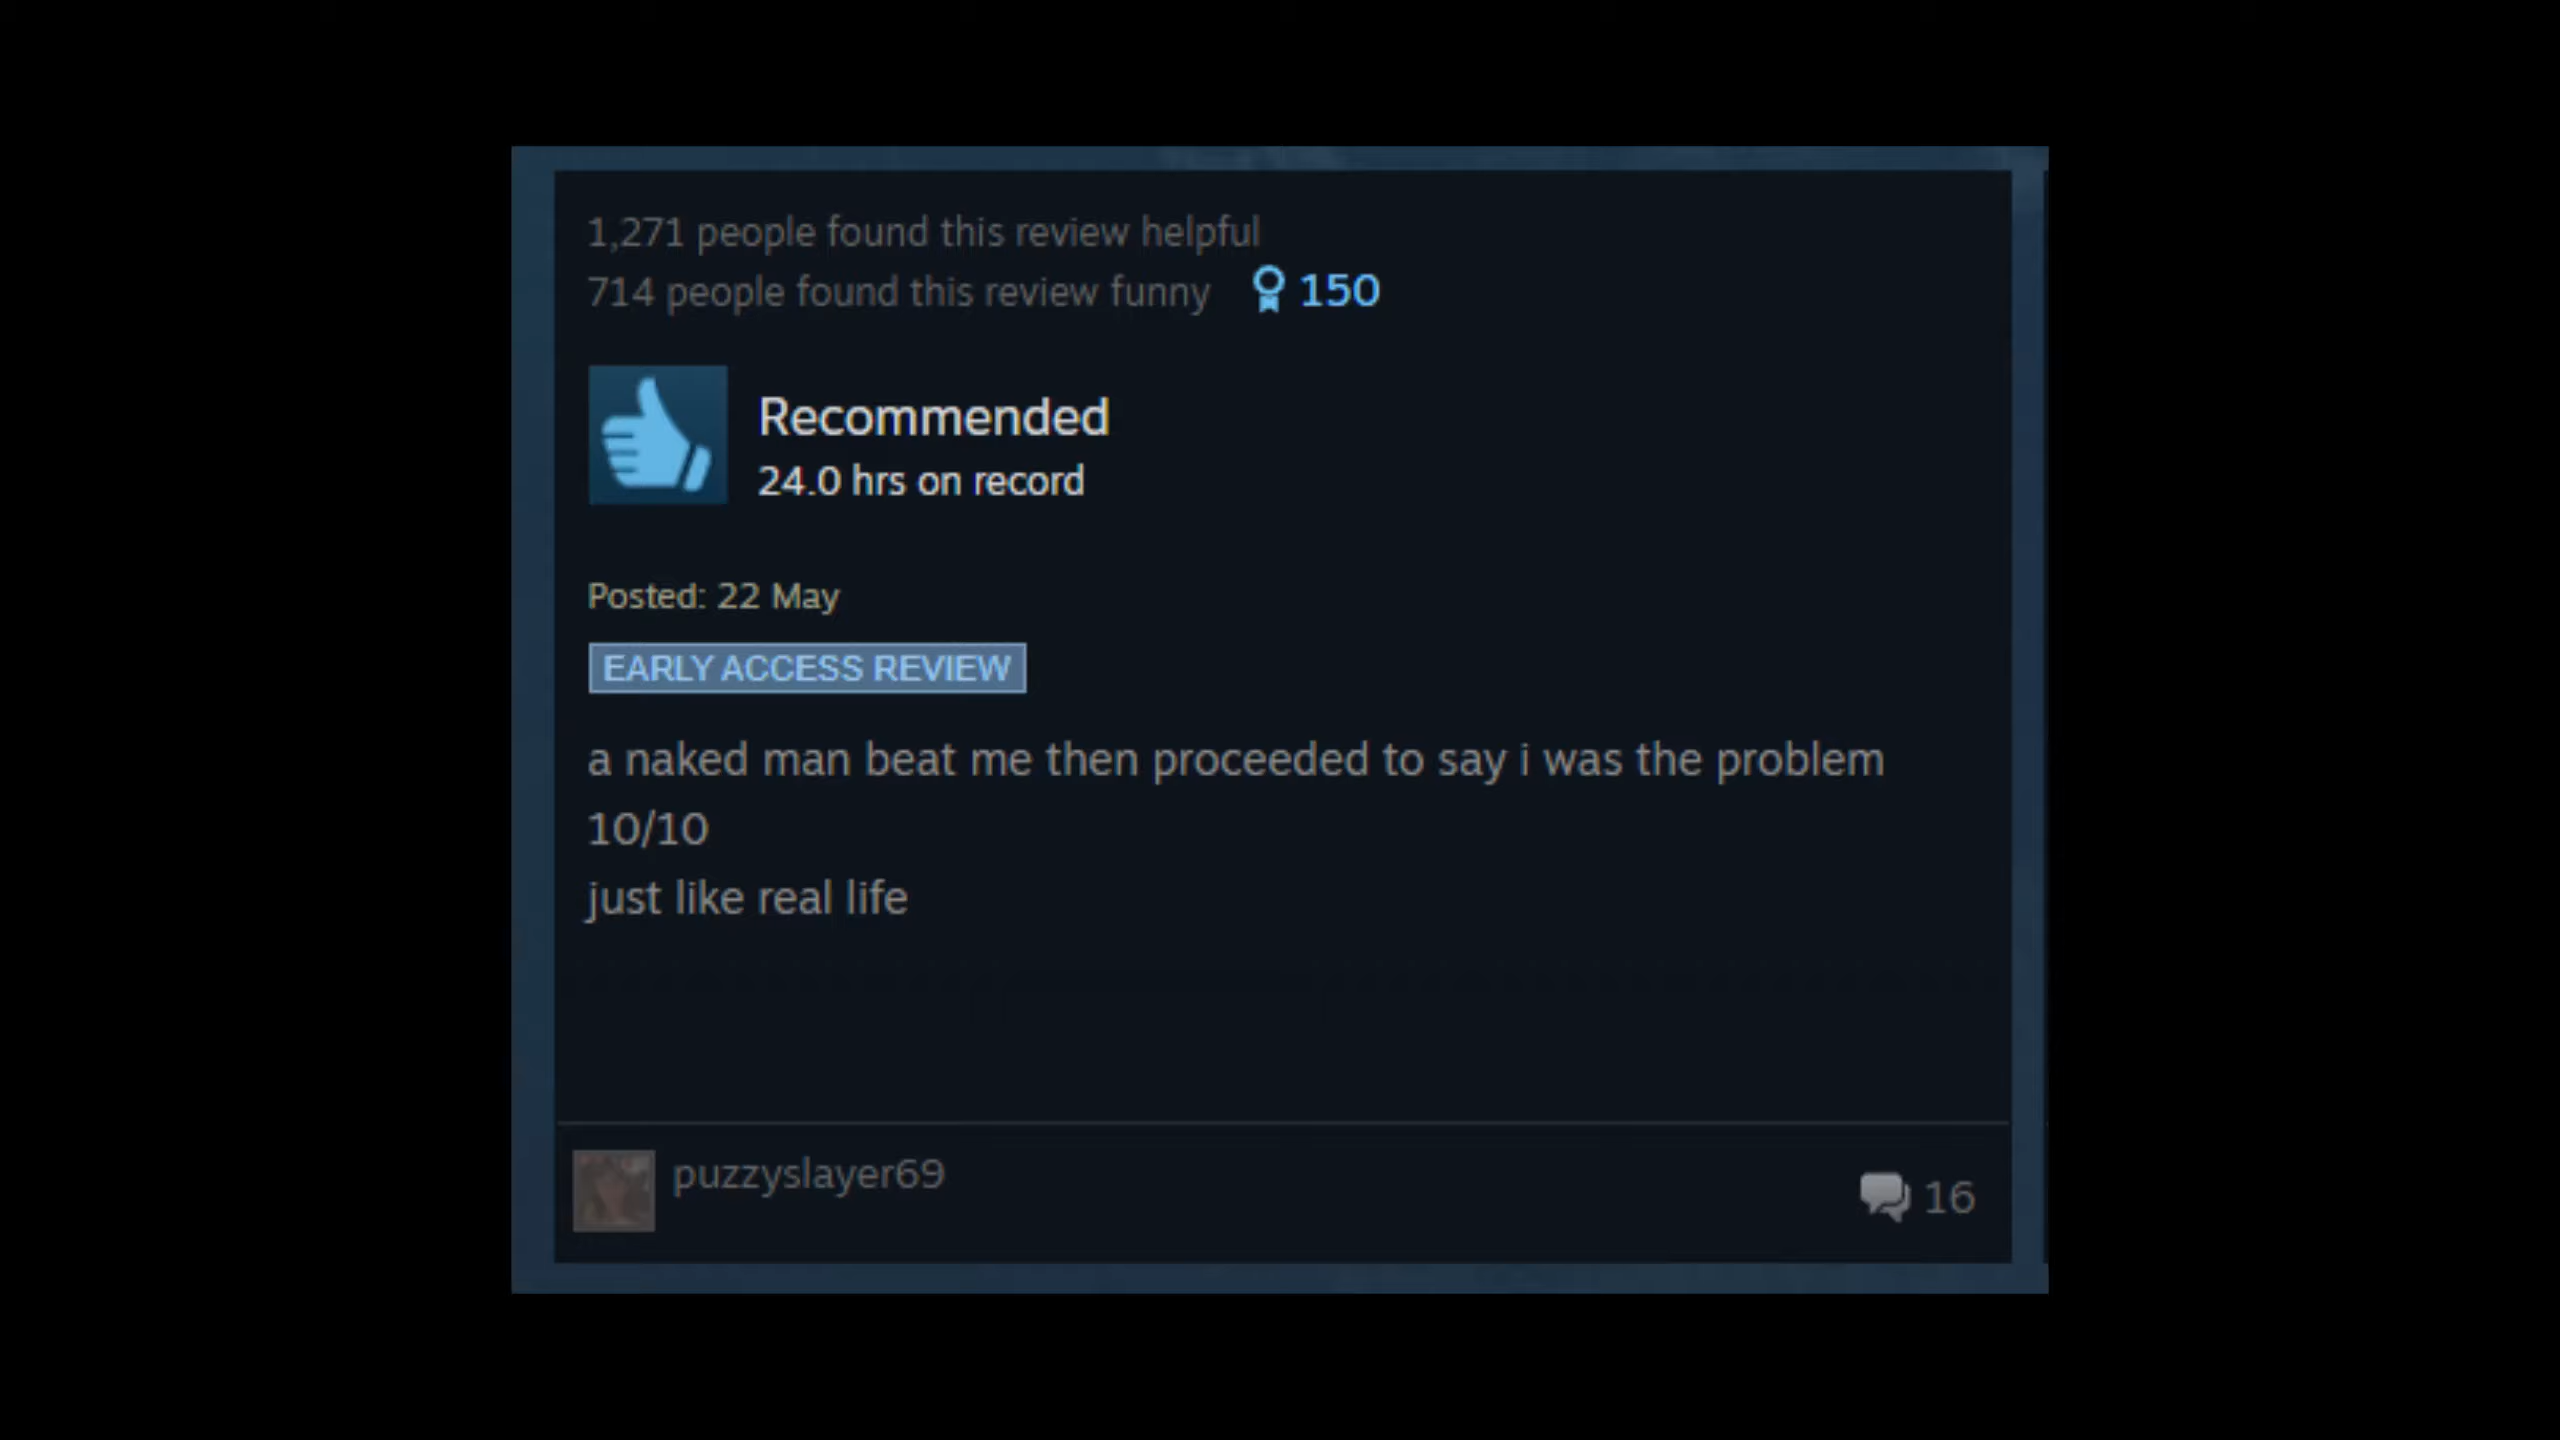 1,271 people found this review helpful
714 people found this review funny 150
Recommended
24.0 hrs on record
Posted: 22 May
EARLY ACCESS REVIEW
a naked man beat me then proceeded to say i was the problem
10/10
just like real life
puzzyslayer69
16